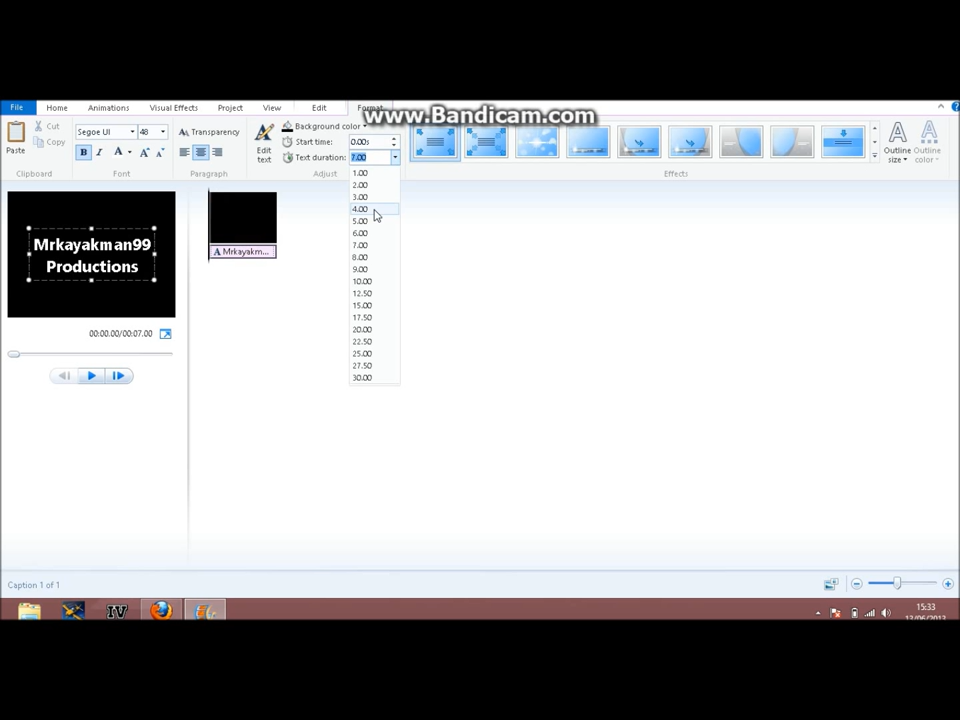 www.Bandicam.com
File Home Animations Visual Effects Project View Edit Format
Paste
Cut
Copy
Clipboard
Segoe UI 48
B I A A A
Font
Transparency
Paragraph
Edit text
Background color
Start time: 0.00s
Text duration: 7.00
Adjust
Effects
Outline size
Outline color
1.00
2.00
3.00
4.00
5.00
6.00
7.00
8.00
9.00
10.00
12.50
15.00
17.50
20.00
22.50
25.00
27.50
30.00
Mrkayakman99
Productions
A Mrkayakm...
00:00.00/00:07.00
Caption 1 of 1
IV
15:33